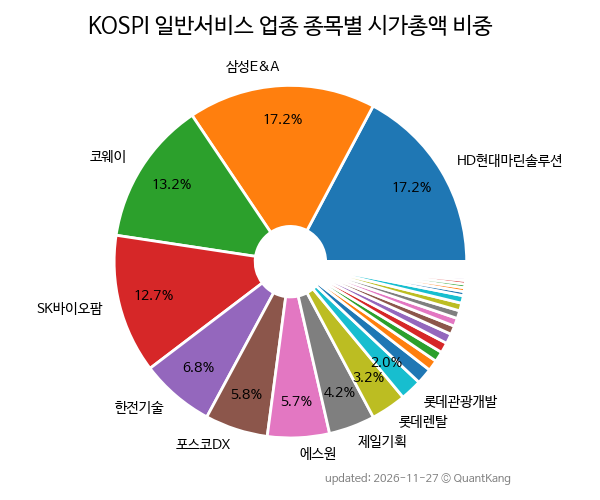 KOSPI 일반서비스 업종 종목별 시가총액 비중
삼성E&A
17.2%
HD현대마린솔루션
17.2%
코웨이
13.2%
SK바이오팜
12.7%
한전기술
6.8%
포스코DX
5.8%
에스원
5.7%
제일기획
4.2%
롯데렌탈
3.2%
롯데관광개발
2.0%
updated: 2026-11-27 © QuantKang